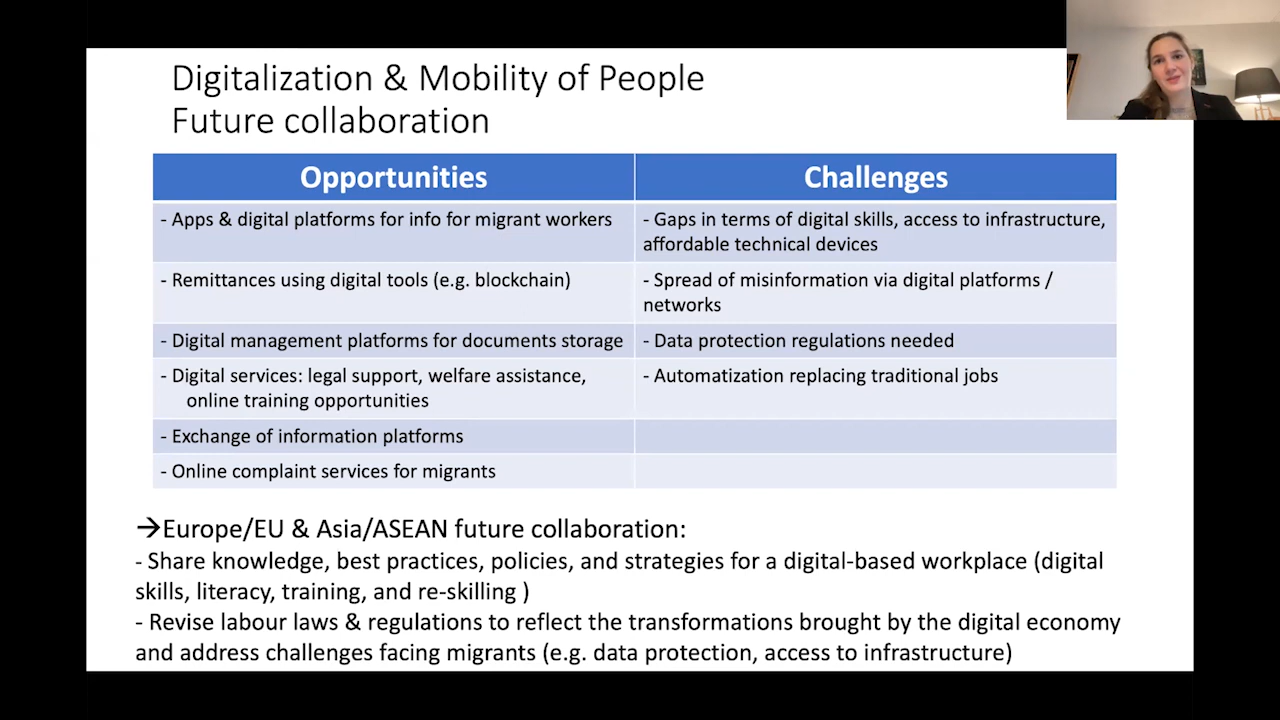 Digitalization & Mobility of People
Future collaboration
Opportunities
Challenges
- Apps & digital platforms for info for migrant workers
- Gaps in terms of digital skills, access to infrastructure,
affordable technical devices
- Remittances using digital tools (e.g. blockchain)
- Spread of misinformation via digital platforms /
networks
- Digital management platforms for documents storage
- Data protection regulations needed
- Digital services: legal support, welfare assistance,
online training opportunities
- Automatization replacing traditional jobs
- Exchange of information platforms
- Online complaint services for migrants
→Europe/EU & Asia/ASEAN future collaboration:
- Share knowledge, best practices, policies, and strategies for a digital-based workplace (digital
skills, literacy, training, and re-skilling )
- Revise labour laws & regulations to reflect the transformations brought by the digital economy
and address challenges facing migrants (e.g. data protection, access to infrastructure)